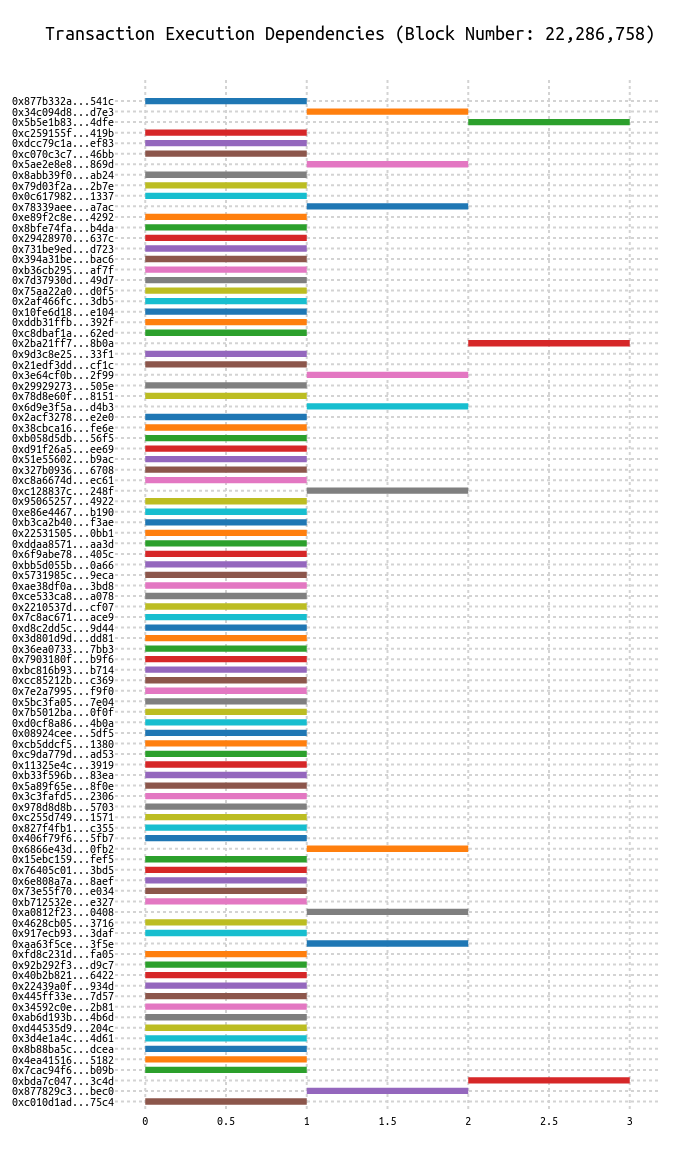 Transaction Execution Dependencies (Block Number: 22,286,758)
0x877b332a...541c
0x34c094d8...d7e3
0x5b5e1b83...4dfe
0xc259155f...419b
0xdcc79c1a...ef83
0xc070c3c7...46bb
0x5ae2e8e8...869d
0x8abb39f0...ab24
0x79d03f2a...2b7e
0x0c617982...1337
0x78339aee...a7ac
0xe89f2c8e...4292
0x8bfe74fa...b4da
0x29428970...637c
0x731be9ed...d723
0x394a31be...bac6
0xb36cb295...af7f
0x7d37930d...49d7
0x75aa22a0...d0f5
0x2af466fc...3db5
0x10fe6d18...e104
0xddb31ffb...392f
0xc8dbaf1a...62ed
0x2ba21ff7...8b0a
0x9d3c8e25...33f1
0x21edf3dd...cf1c
0x3e64cf0b...2f99
0x29929273...505e
0x78d8e60f...8151
0x6d9e3f5a...d4b3
0x2acf3278...e2e0
0x38cbca16...fe6e
0xb058d5db...56f5
0xd91f26a5...ee69
0x51e55602...b9ac
0x327b0936...6708
0xc8a6674d...ec61
0xc128837c...248f
0x95065257...4922
0xe86e4467...b190
0xb3ca2b40...f3ae
0x22531505...0bb1
0xddaa8571...aa3d
0x6f9abe78...405c
0xbb5d055b...0a66
0x5731985c...9eca
0xae38df0a...3bd8
0xce533ca8...a078
0x2210537d...cf07
0x7c8ac671...ace9
0xd8c2dd5c...9d44
0x3d801d9d...dd81
0x36ea0733...7bb3
0x7903180f...b9f6
0xbc816b93...b714
0xcc85212b...c369
0x7e2a7995...f9f0
0x5bc3fa05...7e04
0x7b5012ba...0f0f
0xd0cf8a86...4b0a
0x08924cee...5df5
0xcb5ddcf5...1380
0xc9da779d...ad53
0x11325e4c...3919
0xb33f596b...83ea
0x5a89f65e...8f0e
0x3c3fafd5...2306
0x978d8d8b...5703
0xc255d749...1571
0x827f4fb1...c355
0x406f79f6...5fb7
0x6866e43d...0fb2
0x15ebc159...fef5
0x76405c01...3bd5
0x6e808a7a...8aef
0x73e55f70...e034
0xb712532e...e327
0xa0812f23...0408
0x4628cb05...3716
0x917ecb93...3daf
0xaa63f5ce...3f5e
0xfd8c231d...fa05
0x92b292f3...d9c7
0x40b2b821...6422
0x22439a0f...934d
0x445ff33e...7d57
0x34592c0e...2b81
0xab6d193b...4b6d
0xd44535d9...204c
0x3d4e1a4c...4d61
0x8b88ba5c...dcea
0x4ea41516...5182
0x7cac94f6...b09b
0xbda7c047...3c4d
0x877829c3...bec0
0xc010d1ad...75c4
0 0.5 1 1.5 2 2.5 3